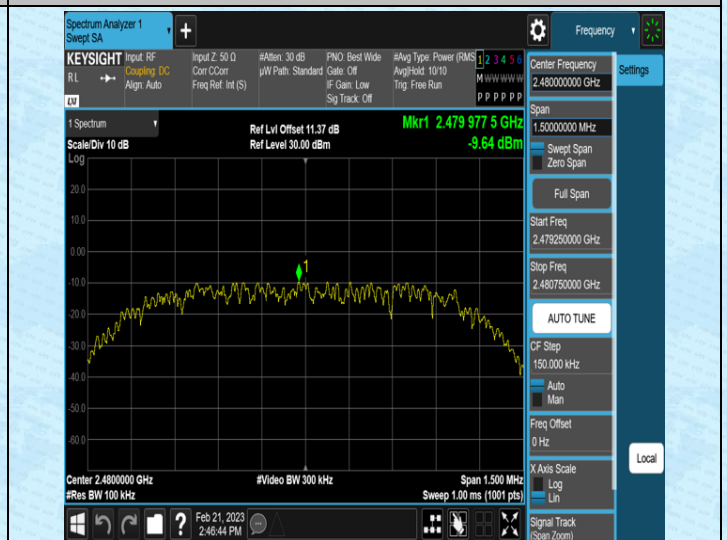 Spectrum Analyzer 1
Swept SA
+
Frequency
KEYSIGHT
RL
Input: RF
Coupling: DC
Align: Auto
Input Z: 50 Ω
Corr CCorr
Freq Ref: Int (S)
#Atten: 30 dB
µW Path: Standard
PNO: Best Wide
Gate: Off
IF Gain: Low
Sig Track: Off
#Avg Type: Power (RMS
Avg|Hold: 10/10
Trig: Free Run
1 2 3 4 5 6
M W W W W W
P P P P P P
LXI
1 Spectrum
Scale/Div 10 dB
Log
Ref Lvl Offset 11.37 dB
Ref Level 30.00 dBm
Mkr1 2.479 977 5 GHz
-9.64 dBm
20.0
10.0
0.00
-10.0
-20.0
-30.0
-40.0
-50.0
-60.0
1
Center 2.4800000 GHz
#Res BW 100 kHz
#Video BW 300 kHz
Span 1.500 MHz
Sweep 1.00 ms (1001 pts)
Center Frequency
2.480000000 GHz
Settings
Span
1.50000000 MHz
Swept Span
Zero Span
Full Span
Start Freq
2.479250000 GHz
Stop Freq
2.480750000 GHz
AUTO TUNE
CF Step
150.000 kHz
Auto
Man
Freq Offset
0 Hz
X Axis Scale
Log
Lin
Local
Signal Track
(Span Zoom)
?
Feb 21, 2023
2:46:44 PM